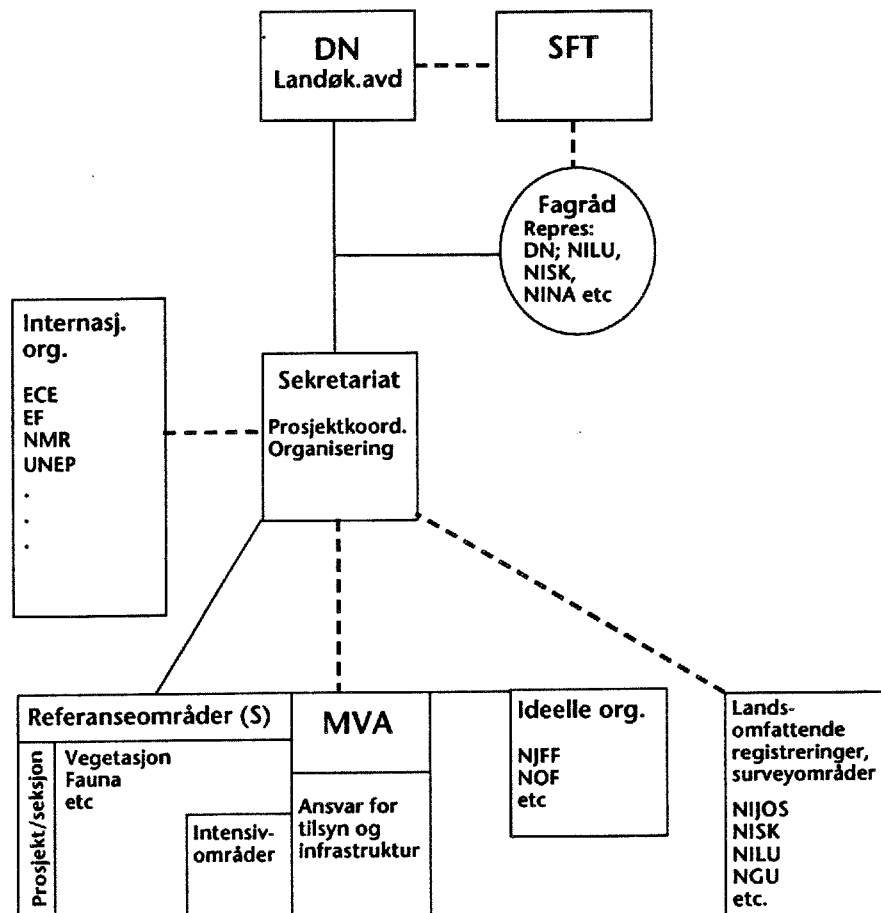 DN
Landøk.avd
SFT
Fagråd
Repres:
DN; NILU,
NISK,
NINA etc
Internasj.
org.
ECE
EF
NMR
UNEP
.
.
.
Sekretariat
Prosjektkoord.
Organisering
Referanseområder (S)
Prosjekt/seksjon
Vegetasjon
Fauna
etc
Intensiv-
områder
MVA
Ansvar for
tilsyn og
infrastruktur
Ideelle org.
NJFF
NOF
etc
Lands-
omfattende
registreringer,
surveyområder
NIJOS
NISK
NILU
NGU
etc.